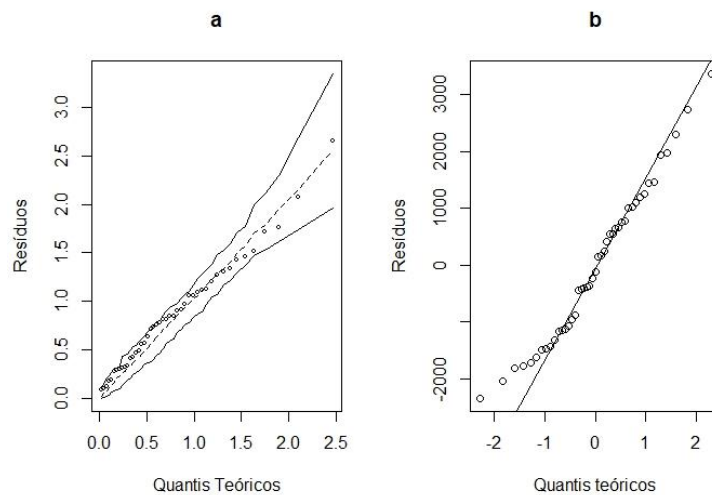 a
b
Resíduos
0.0 0.5 1.0 1.5 2.0 2.5 3.0
0.0 0.5 1.0 1.5 2.0 2.5
Quantis Teóricos
Resíduos
-2000 0 1000 2000 3000
-2 -1 0 1 2
Quantis teóricos